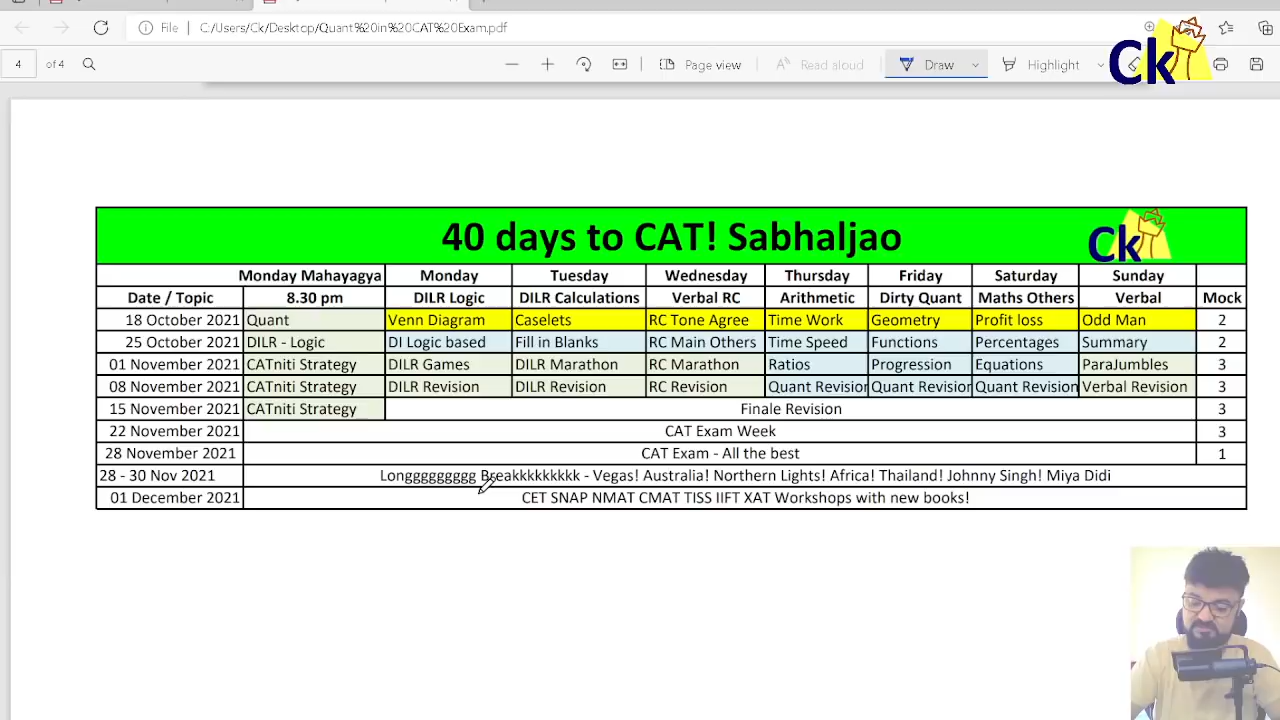 File C:/Users/Ck/Desktop/Quant%20in%20CAT%20Exam.pdf
4 of 4 Page view Read aloud Draw Highlight
Ck
40 days to CAT! Sabhaljao Ck
Monday Mahayagya Monday Tuesday Wednesday Thursday Friday Saturday Sunday
Date / Topic 8.30 pm DILR Logic DILR Calculations Verbal RC Arithmetic Dirty Quant Maths Others Verbal Mock
18 October 2021 Quant Venn Diagram Caselets RC Tone Agree Time Work Geometry Profit loss Odd Man 2
25 October 2021 DILR - Logic DI Logic based Fill in Blanks RC Main Others Time Speed Functions Percentages Summary 2
01 November 2021 CATniti Strategy DILR Games DILR Marathon RC Marathon Ratios Progression Equations ParaJumbles 3
08 November 2021 CATniti Strategy DILR Revision DILR Revision RC Revision Quant Revision Quant Revision Quant Revision Verbal Revision 3
15 November 2021 CATniti Strategy Finale Revision 3
22 November 2021 CAT Exam Week 3
28 November 2021 CAT Exam - All the best 1
28 - 30 Nov 2021 Longggggggggg Breakkkkkkkkk - Vegas! Australia! Northern Lights! Africa! Thailand! Johnny Singh! Miya Didi
01 December 2021 CET SNAP NMAT CMAT TISS IIFT XAT Workshops with new books!